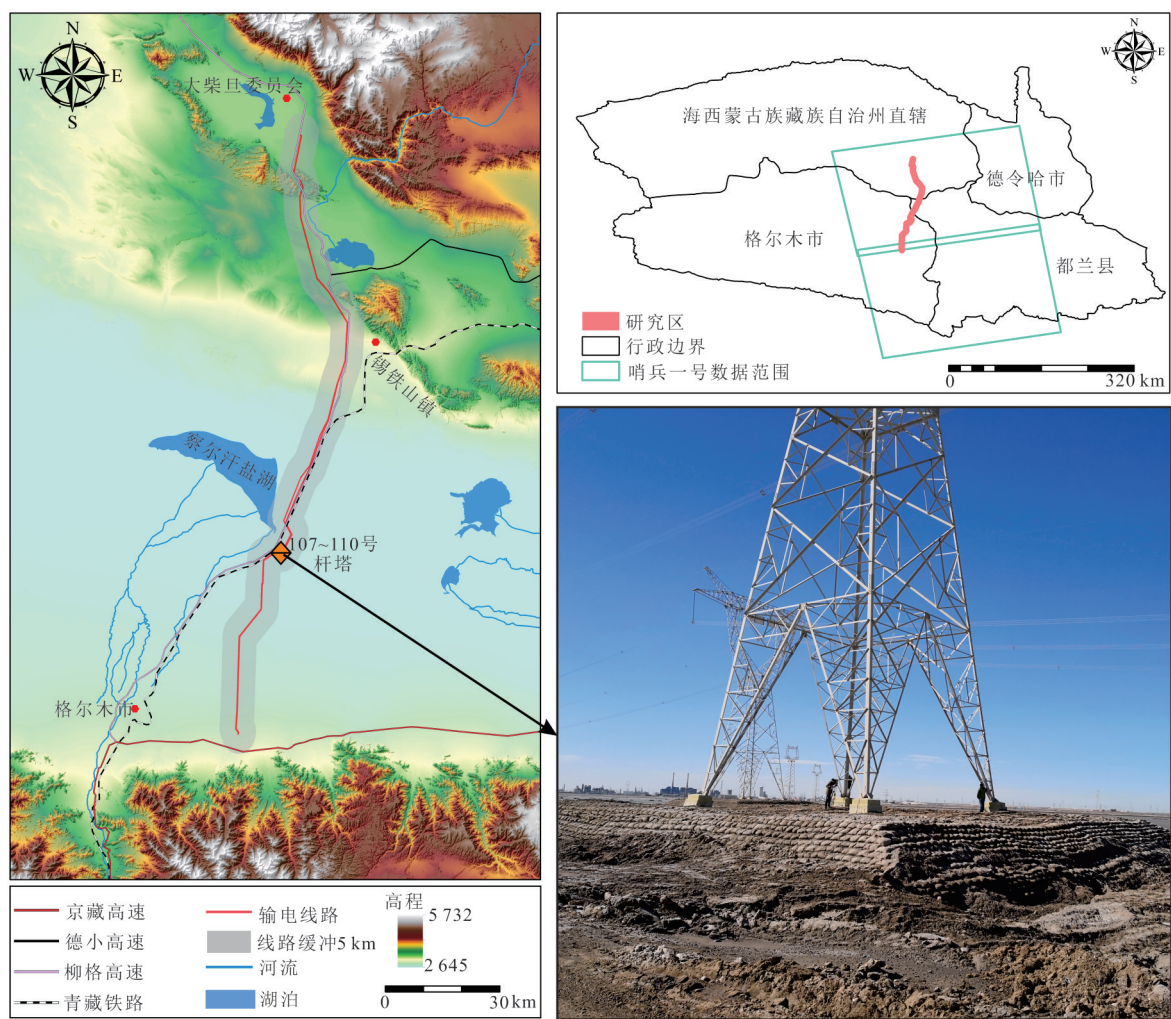 N
W
E
S
大柴旦委员会
锡铁山镇
察尔汗盐湖
107~110号
杆塔
格尔木市
京藏高速
德小高速
柳格高速
青藏铁路
输电线路
线路缓冲5 km
河流
湖泊
高程
5 732
2 645
0 30 km
N
W
E
S
海西蒙古族藏族自治州直辖
德令哈市
格尔木市
都兰县
研究区
行政边界
哨兵一号数据范围
0 320 km